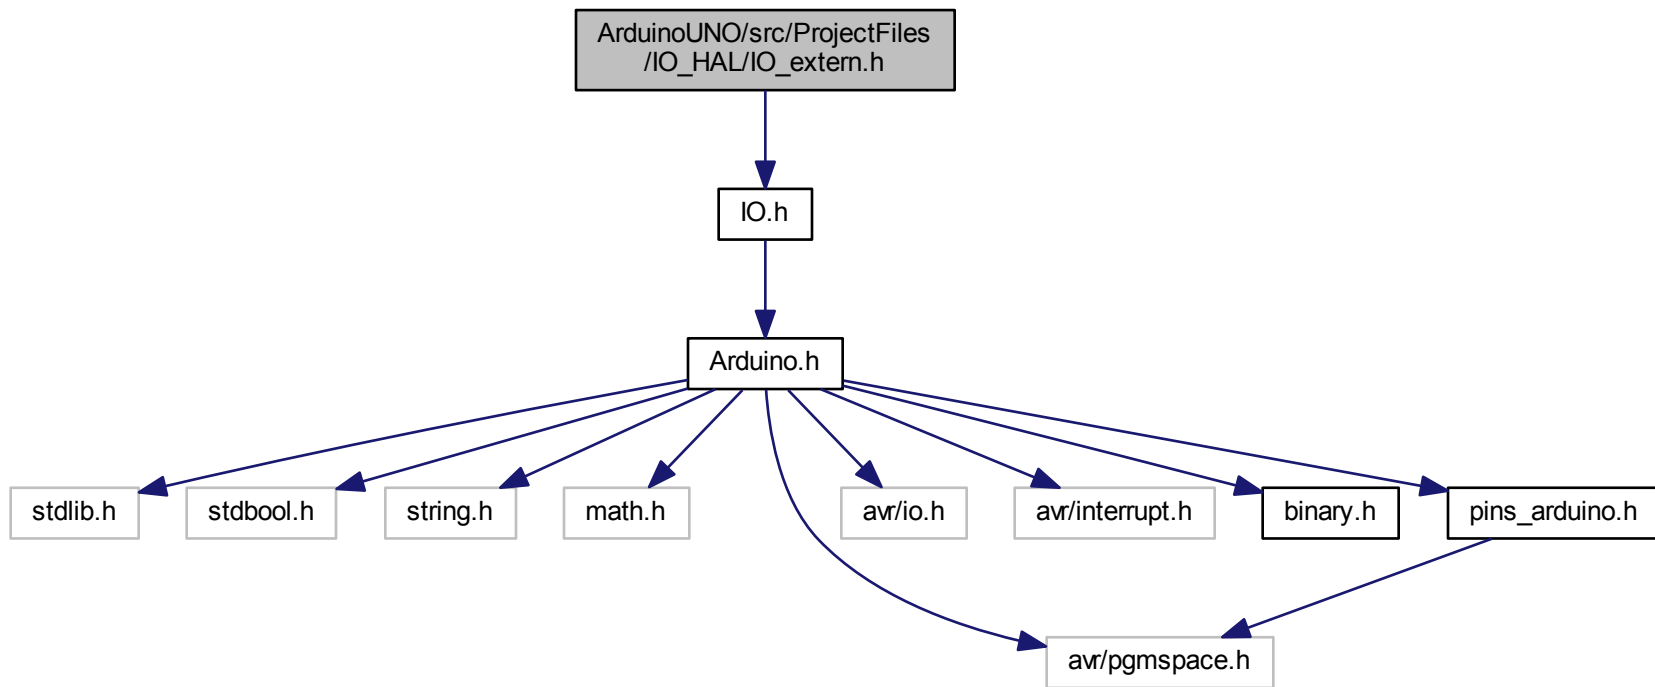 ArduinoUNO/src/ProjectFiles
/IO_HAL/IO_extern.h
IO.h
Arduino.h
stdlib.h
stdbool.h
string.h
math.h
avr/io.h
avr/interrupt.h
binary.h
pins_arduino.h
avr/pgmspace.h